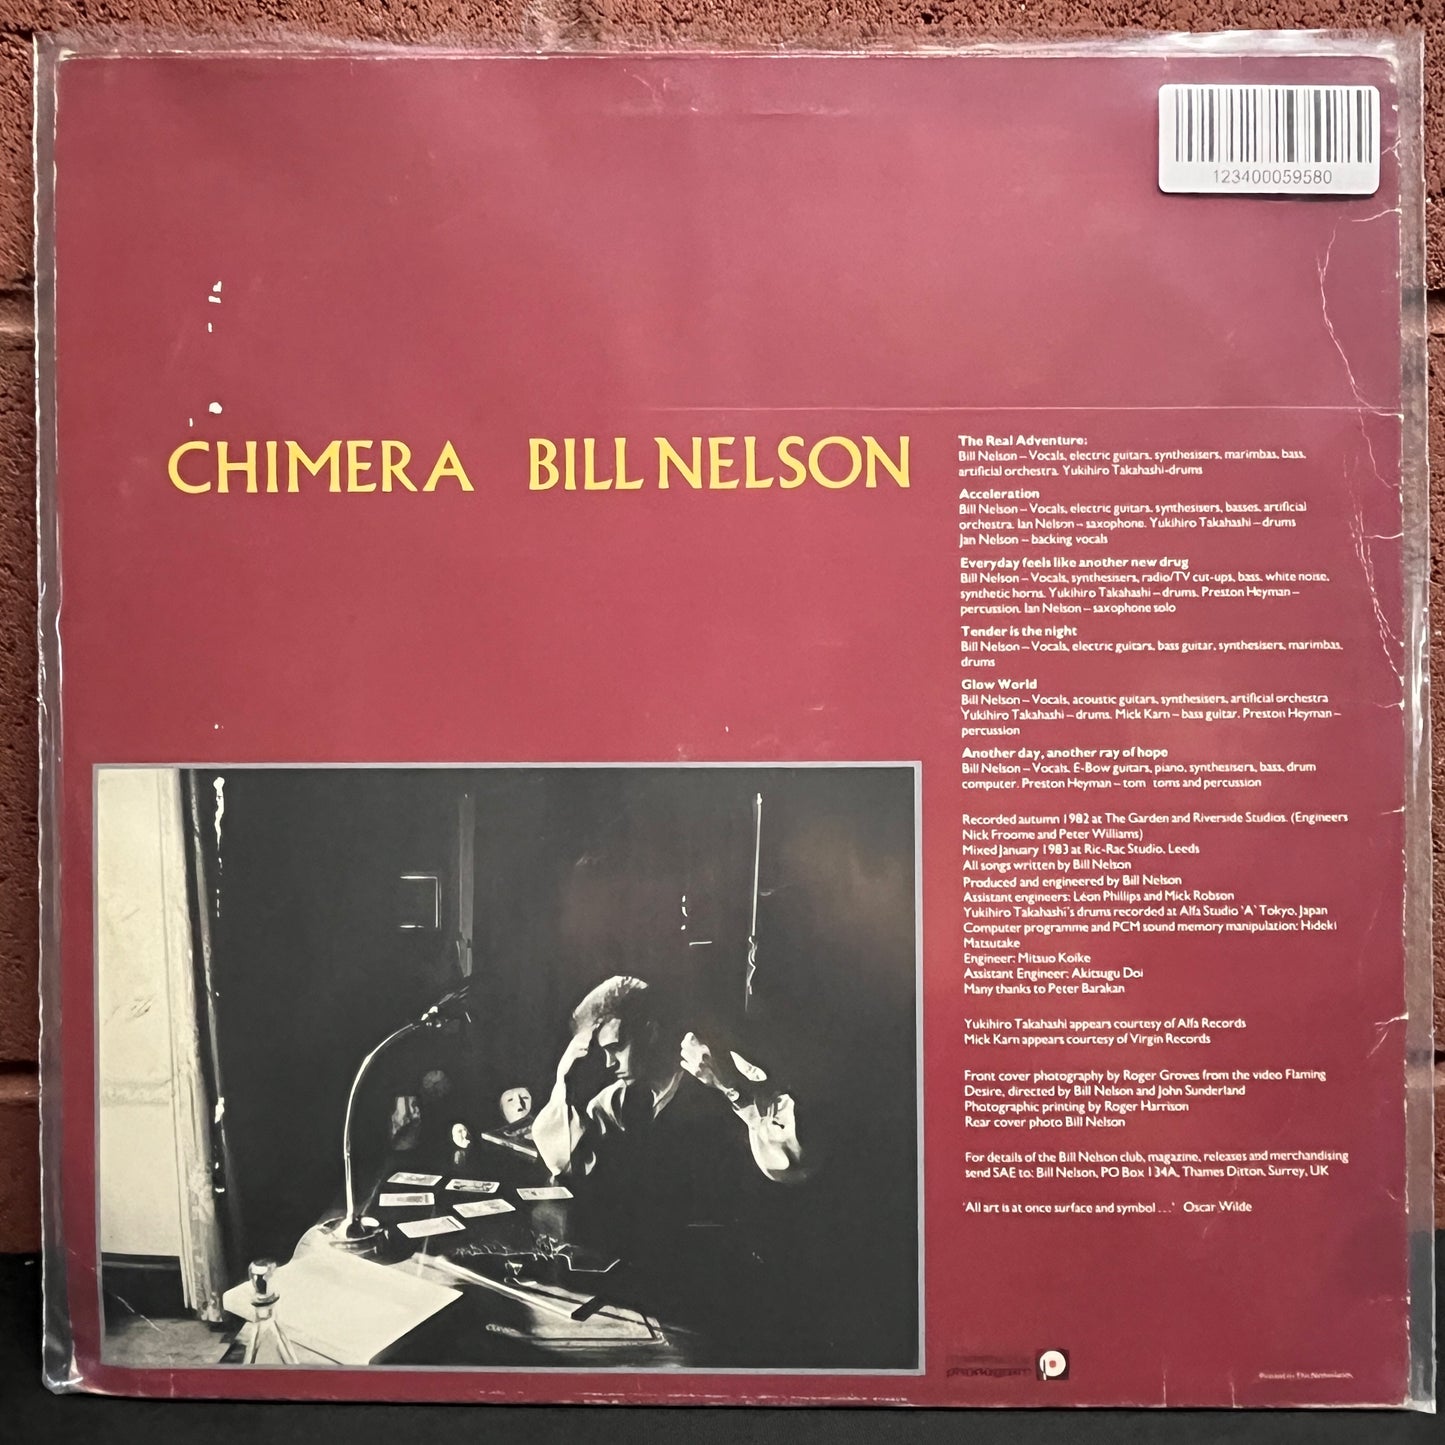 123400059580
CHIMERA BILL NELSON
The Real Adventure:
Bill Nelson – Vocals, electric guitars, synthesisers, marimbas, bass,
artificial orchestra. Yukihiro Takahashi-drums
Acceleration
Bill Nelson – Vocals, electric guitars, synthesisers, basses, artificial
orchestra. Ian Nelson – saxophone. Yukihiro Takahashi – drums
Jan Nelson – backing vocals
Everyday feels like another new drug
Bill Nelson – Vocals, synthesisers, radio/TV cut-ups, bass, white noise,
synthetic horns. Yukihiro Takahashi – drums. Preston Heyman –
percussion. Ian Nelson – saxophone solo
Tender is the night
Bill Nelson – Vocals, electric guitars, bass guitar, synthesisers, marimbas,
drums
Glow World
Bill Nelson – Vocals, acoustic guitars, synthesisers, artificial orchestra
Yukihiro Takahashi – drums. Mick Karn – bass guitar. Preston Heyman –
percussion
Another day, another ray of hope
Bill Nelson – Vocals. E-Bow guitars, piano, synthesisers, bass, drum
computer. Preston Heyman – tom toms and percussion
Recorded autumn 1982 at The Garden and Riverside Studios. (Engineers
Nick Froome and Peter Williams)
Mixed January 1983 at Ric-Rac Studio, Leeds
All songs written by Bill Nelson
Produced and engineered by Bill Nelson
Assistant engineers: Léon Phillips and Mick Robson
Yukihiro Takahashi's drums recorded at Alfa Studio 'A' Tokyo, Japan
Computer programme and PCM sound memory manipulation: Hideki
Matsutake
Engineer: Mitsuo Koike
Assistant Engineer: Akitsugu Doi
Many thanks to Peter Barakan
Yukihiro Takahashi appears courtesy of Alfa Records
Mick Karn appears courtesy of Virgin Records
Front cover photography by Roger Groves from the video Flaming
Desire, directed by Bill Nelson and John Sunderland
Photographic printing by Roger Harrison
Rear cover photo Bill Nelson
For details of the Bill Nelson club, magazine, releases and merchandising
send SAE to: Bill Nelson, PO Box 134A, Thames Ditton, Surrey, UK
'All art is at once surface and symbol ...' Oscar Wilde
phonogram